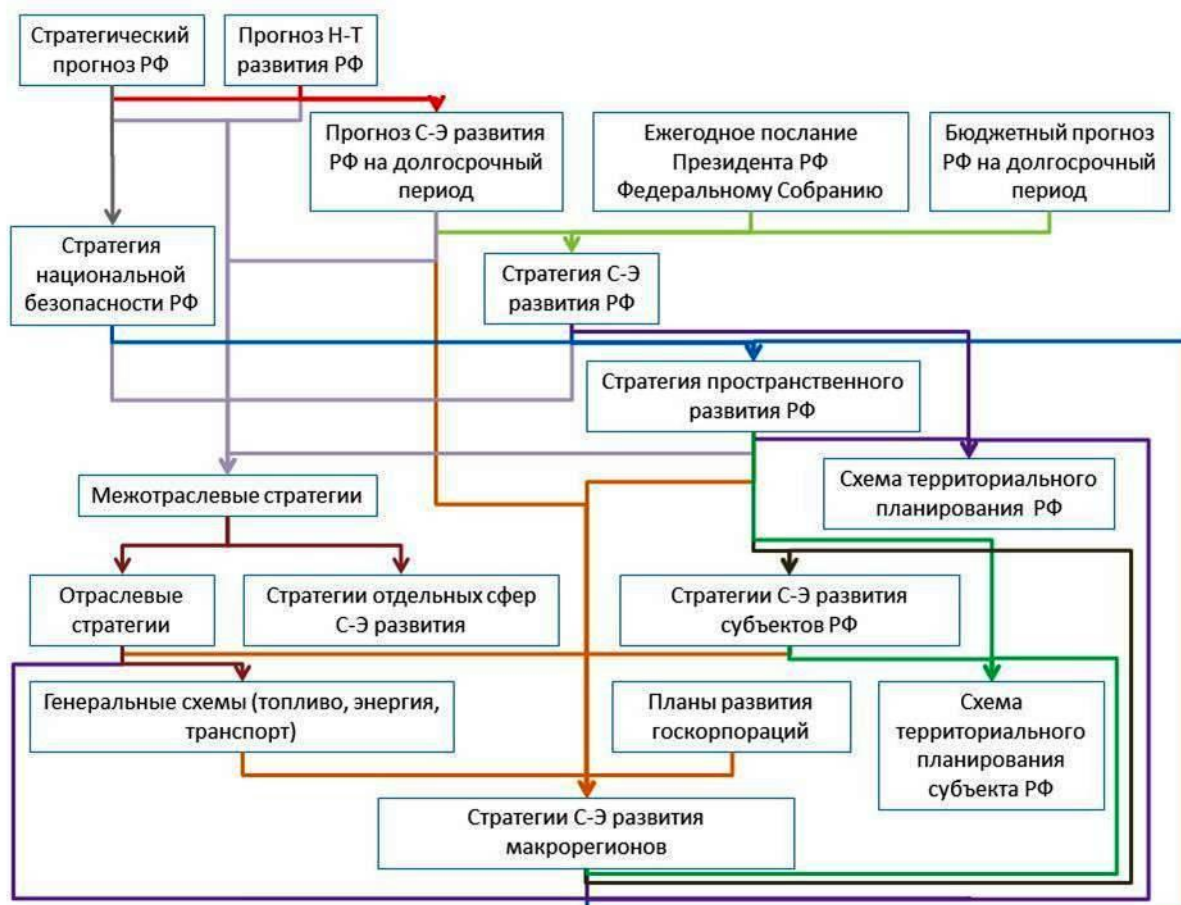 Стратегический
прогноз РФ
Прогноз Н-Т
развития РФ
Прогноз С-Э развития
РФ на долгосрочный
период
Ежегодное послание
Президента РФ
Федеральному Собранию
Бюджетный прогноз
РФ на долгосрочный
период
Стратегия
национальной
безопасности РФ
Стратегия С-Э
развития РФ
Стратегия пространственного
развития РФ
Межотраслевые стратегии
Схема территориального
планирования РФ
Отраслевые
стратегии
Стратегии отдельных сфер
С-Э развития
Стратегии С-Э развития
субъектов РФ
Генеральные схемы (топливо, энергия,
транспорт)
Планы развития
госкорпораций
Схема
территориального
планирования
субъекта РФ
Стратегии С-Э развития
макрорегионов